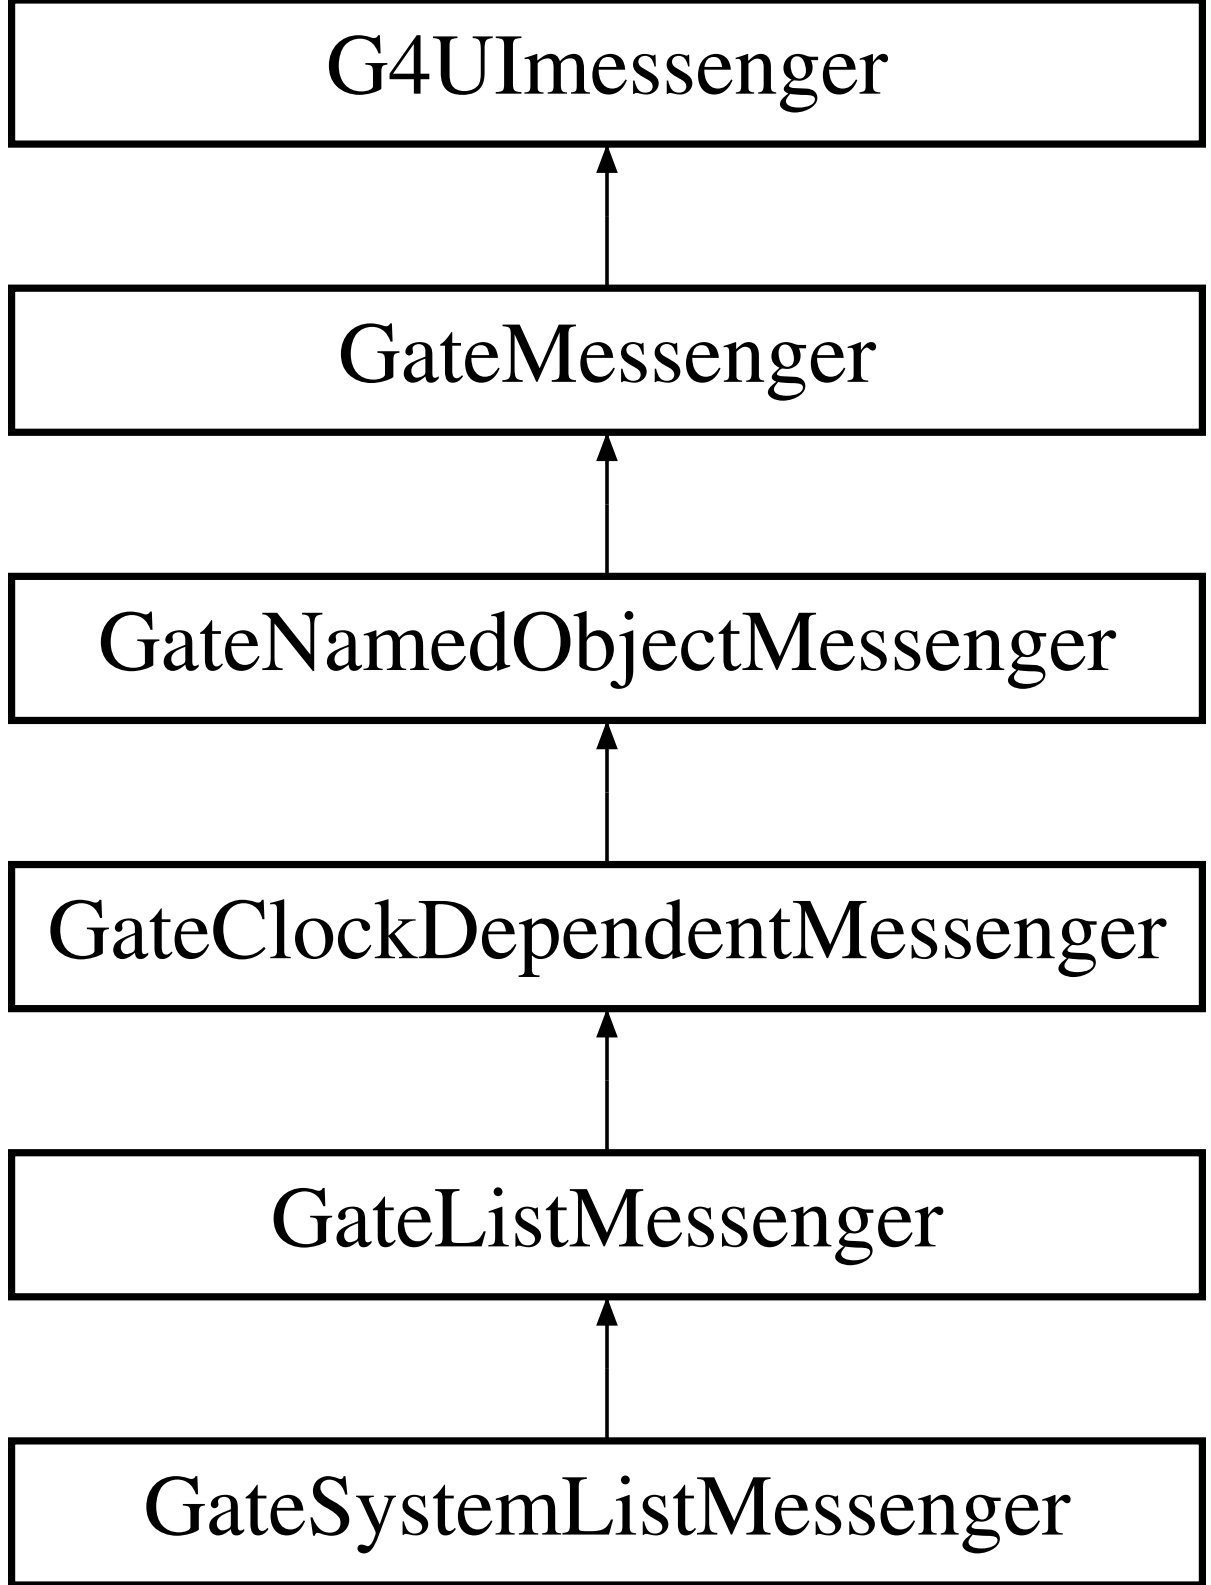 G4UImessenger
GateMessenger
GateNamedObjectMessenger
GateClockDependentMessenger
GateListMessenger
GateSystemListMessenger